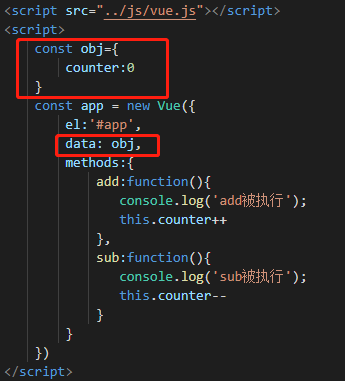 <script src="../js/vue.js"></script>
<script>
    const obj={
        counter:0
    }
    const app = new Vue({
        el:'#app',
        data: obj,
        methods:{
            add:function(){
               console.log('add被执行');
               this.counter++
            },
            sub:function(){
               console.log('sub被执行');
               this.counter--
            }
        }
    })
</script>